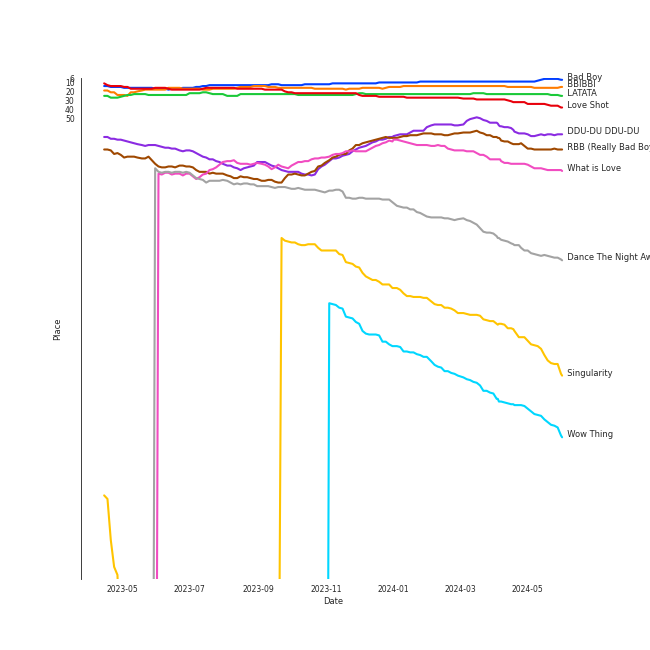 6
10
20
30
40
50
Place
Bad Boy
BBIBBI
LATATA
Love Shot
DDU-DU DDU-DU
RBB (Really Bad Boy
What is Love
Dance The Night Aw
Singularity
Wow Thing
2023-05
2023-07
2023-09
2023-11
2024-01
2024-03
2024-05
Date